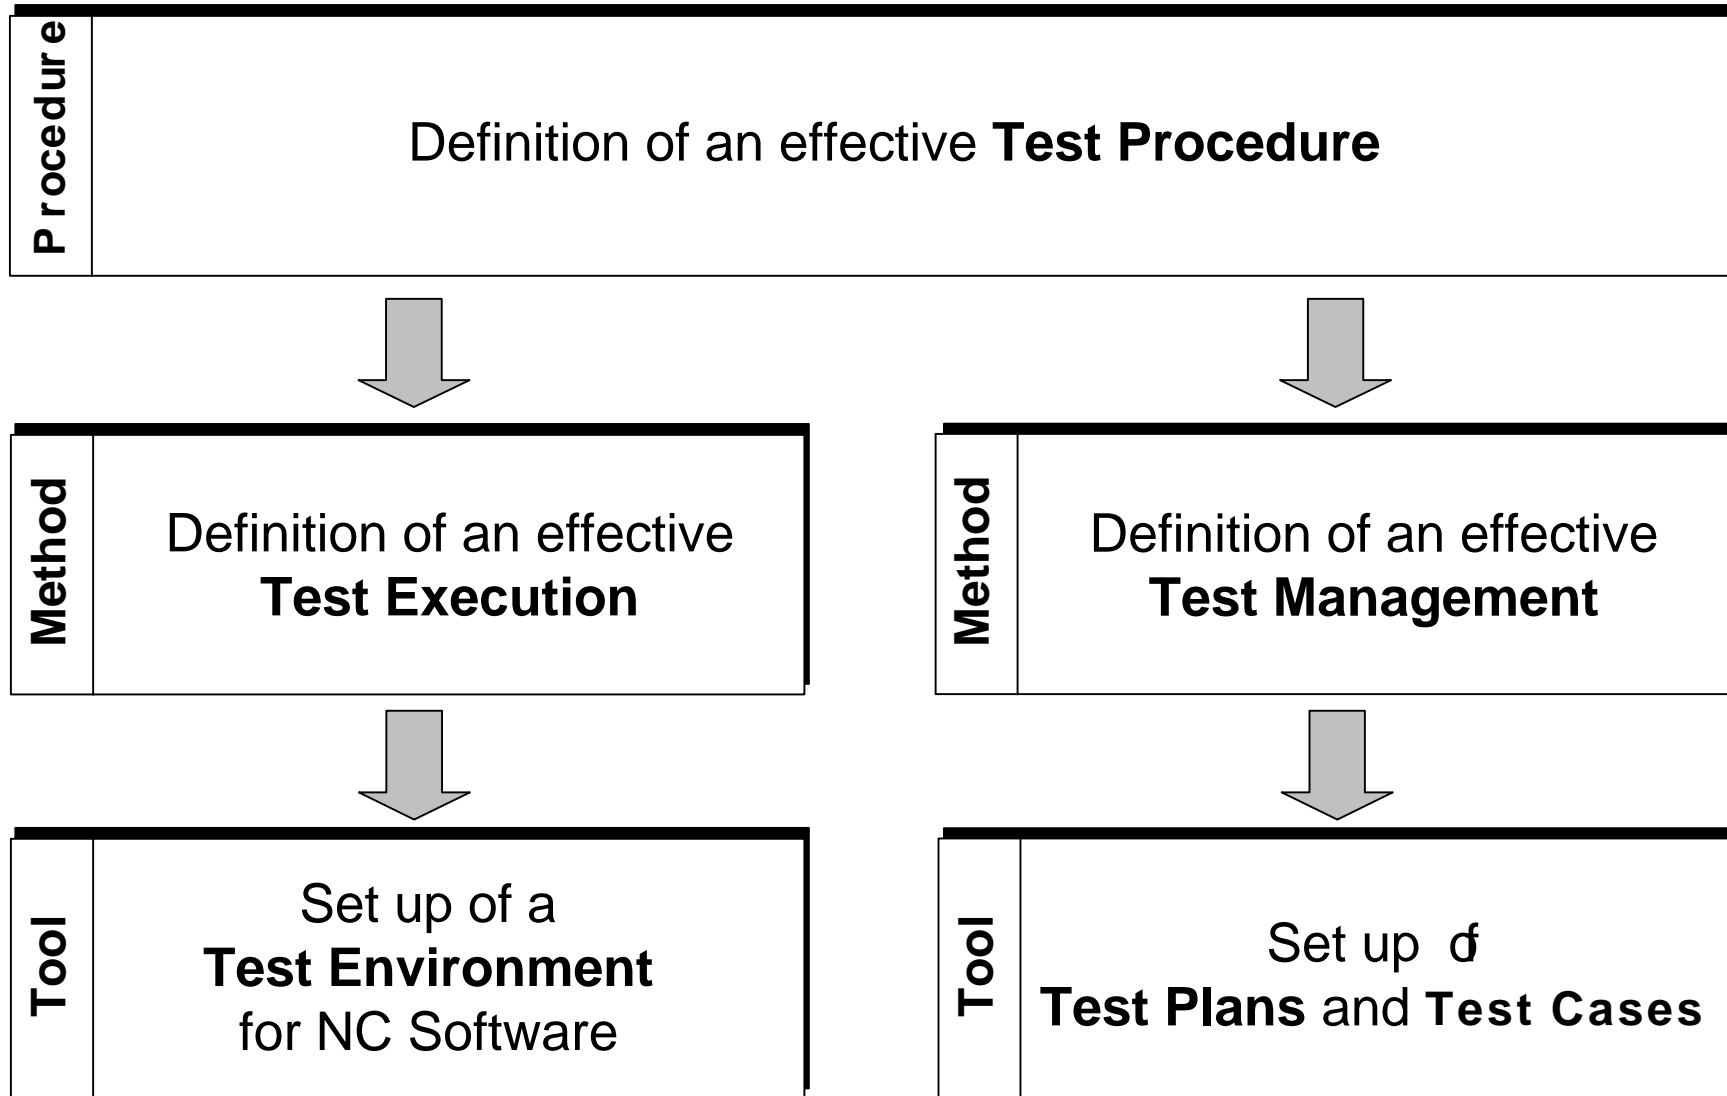 Procedure
Definition of an effective Test Procedure
Method
Definition of an effective
Test Execution
Method
Definition of an effective
Test Management
Tool
Set up of a
Test Environment
for NC Software
Tool
Set up of
Test Plans and Test Cases